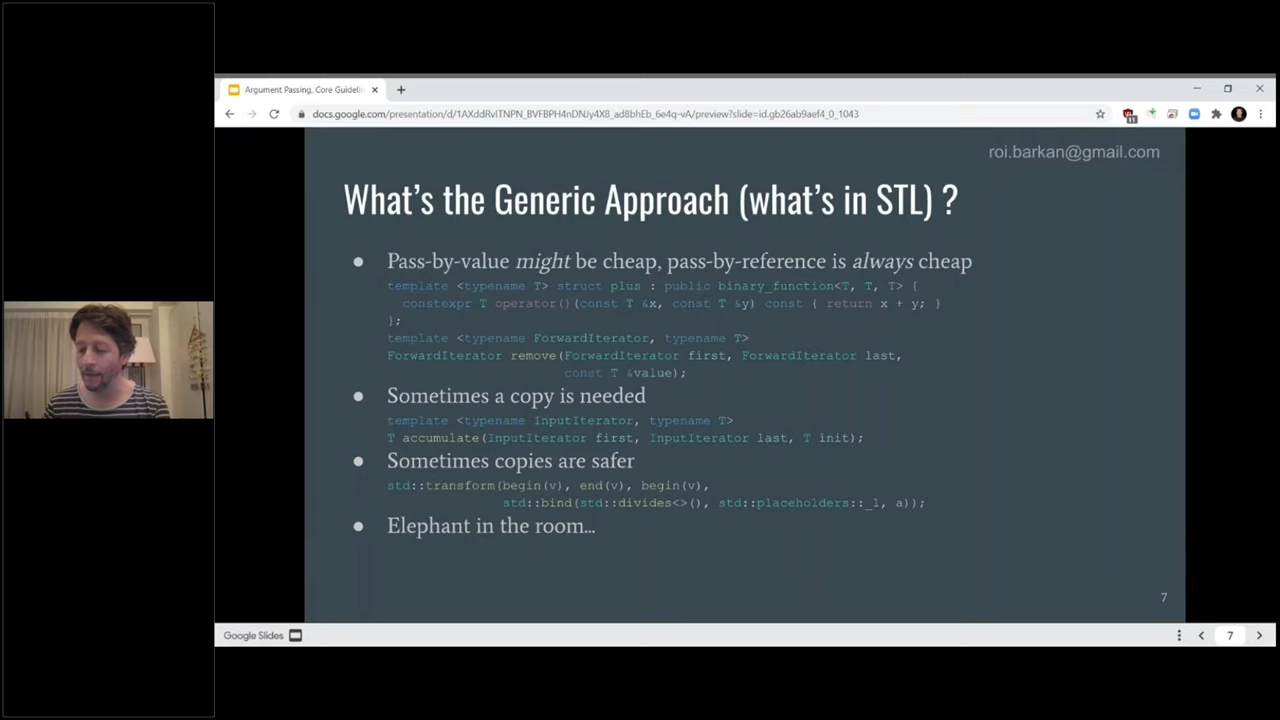 Argument Passing, Core Guidelin
docs.google.com/presentation/d/1AXddRvITNPN_BVFBPH4nDNJy4X8_ad8bhEb_6e4q-vA/preview?slide=id.gb26ab9aef4_0_1043
11
roi.barkan@gmail.com
What's the Generic Approach (what's in STL) ?
● Pass-by-value might be cheap, pass-by-reference is always cheap
template <typename T> struct plus : public binary_function<T, T, T> {
constexpr T operator()(const T &x, const T &y) const { return x + y; }
};
template <typename ForwardIterator, typename T>
ForwardIterator remove(ForwardIterator first, ForwardIterator last,
const T &value);
● Sometimes a copy is needed
template <typename InputIterator, typename T>
T accumulate(InputIterator first, InputIterator last, T init);
● Sometimes copies are safer
std::transform(begin(v), end(v), begin(v),
std::bind(std::divides<>(), std::placeholders::_1, a));
● Elephant in the room…
7
Google Slides
7